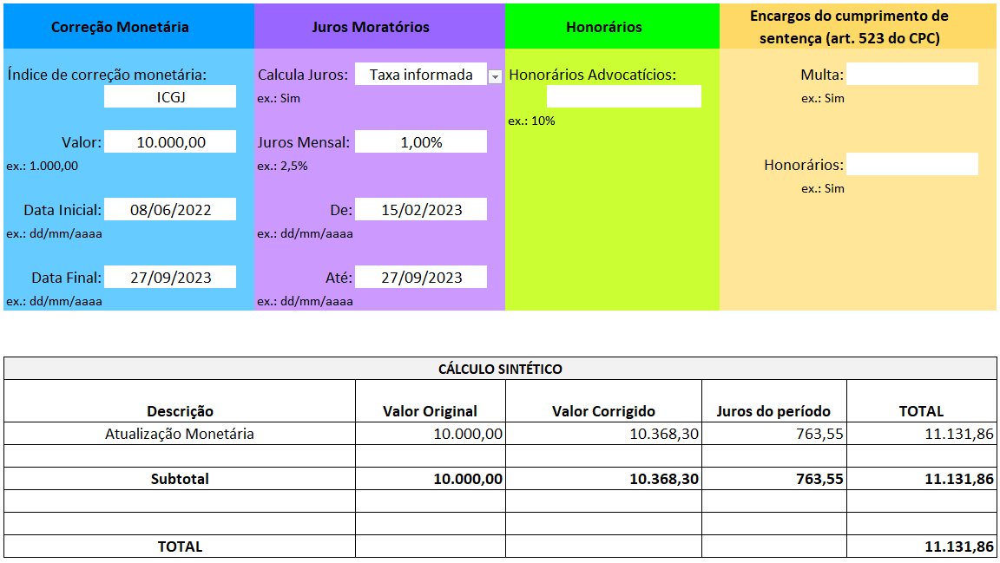 Correção Monetária
Juros Moratórios
Honorários
Encargos do cumprimento de
sentença (art. 523 do CPC)
Índice de correção monetária:
ICGJ
Valor: 10.000,00
ex.: 1.000,00
Data Inicial: 08/06/2022
ex.: dd/mm/aaaa
Data Final: 27/09/2023
ex.: dd/mm/aaaa
Calcula Juros: Taxa informada
ex.: Sim
Juros Mensal: 1,00%
ex.: 2,5%
De: 15/02/2023
ex.: dd/mm/aaaa
Até: 27/09/2023
ex.: dd/mm/aaaa
Honorários Advocatícios:
ex.: 10%
Multa:
ex.: Sim
Honorários:
ex.: Sim
CÁLCULO SINTÉTICO
Descrição Valor Original Valor Corrigido Juros do período TOTAL
Atualização Monetária 10.000,00 10.368,30 763,55 11.131,86
Subtotal 10.000,00 10.368,30 763,55 11.131,86
TOTAL 11.131,86